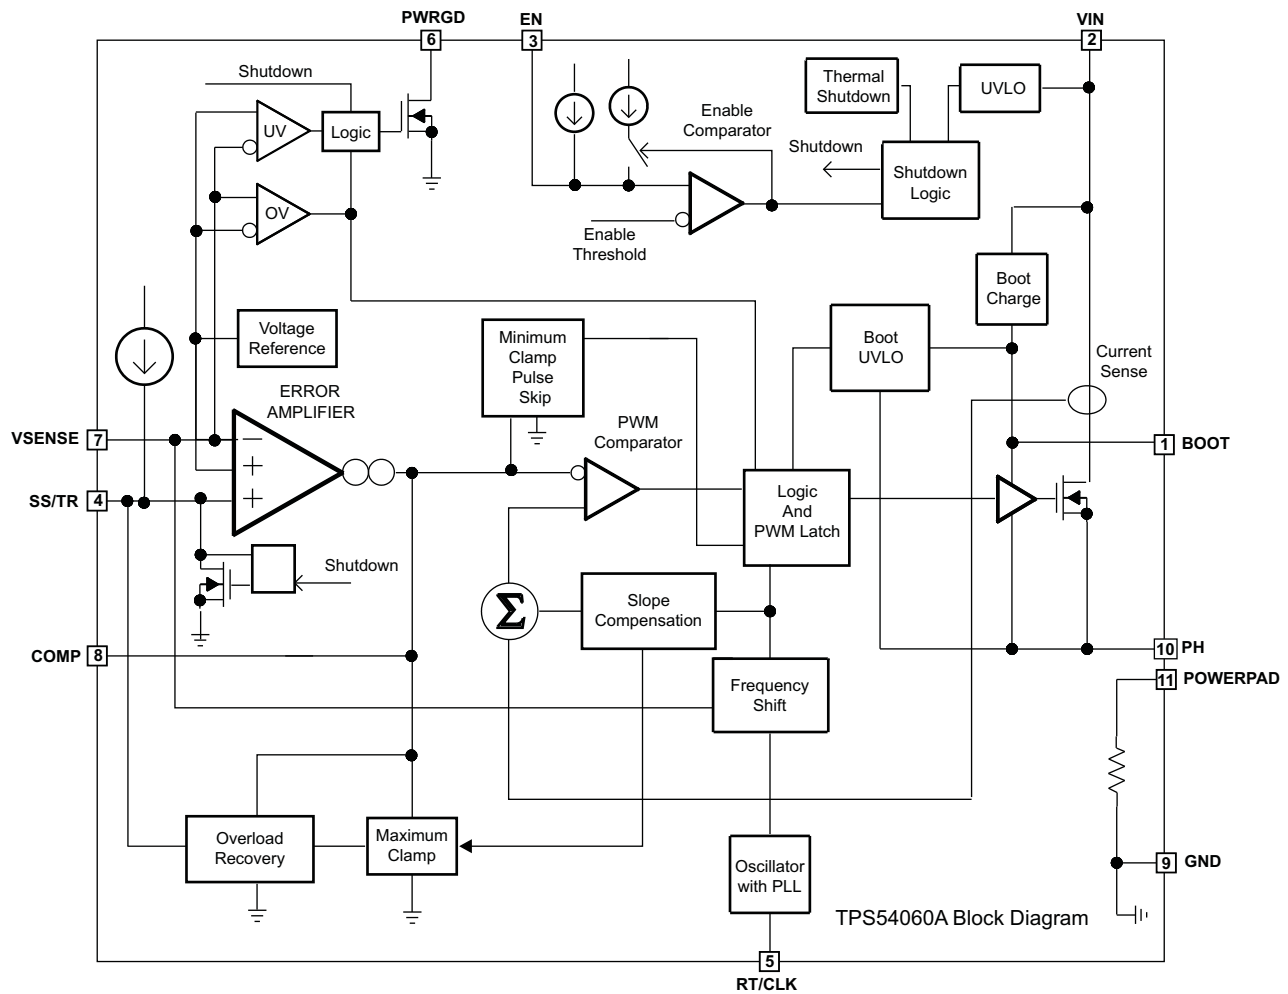 PWRGD
EN
VIN
6
3
2
Shutdown
Thermal
Shutdown
UVLO
Enable
Comparator
UV
Logic
Shutdown
Shutdown
Logic
OV
Enable
Threshold
Boot
Charge
Voltage
Reference
Minimum
Clamp
Pulse
Skip
Boot
UVLO
Current
Sense
ERROR
AMPLIFIER
PWM
Comparator
VSENSE
7
1
BOOT
SS/TR
4
Logic
And
PWM Latch
Shutdown
Σ
Slope
Compensation
COMP
8
10
PH
11
POWERPAD
Frequency
Shift
Overload
Recovery
Maximum
Clamp
9
GND
Oscillator
with PLL
TPS54060A Block Diagram
5
RT/CLK